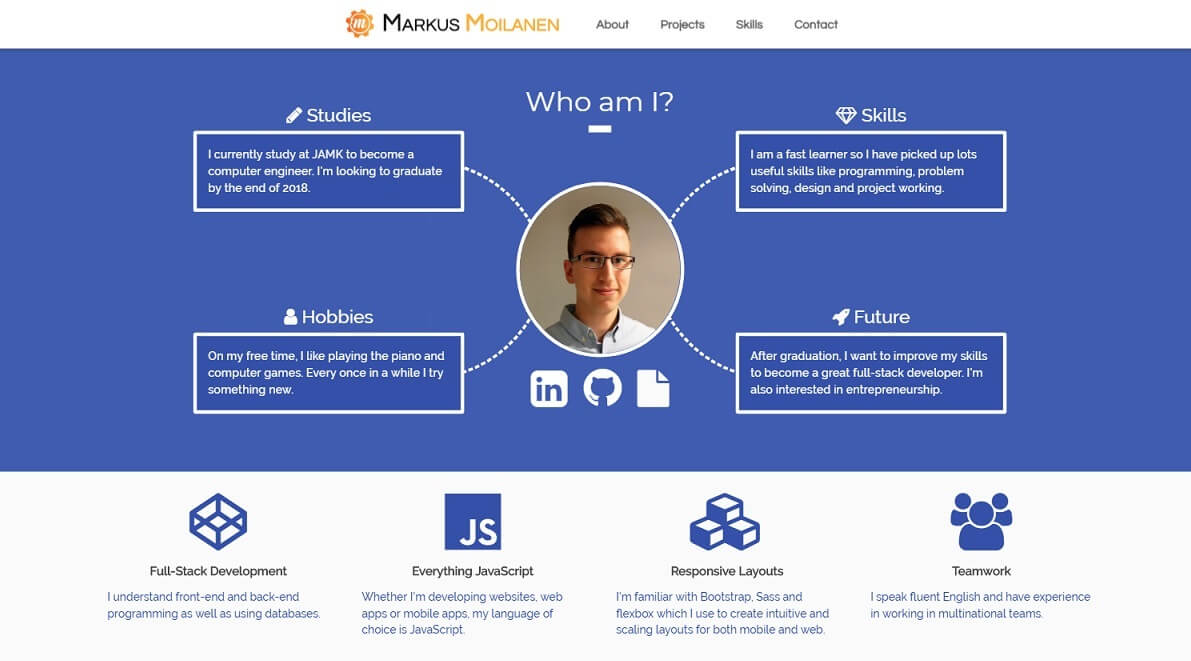 MARKUS MOILANEN
About
Projects
Skills
Contact
Who am I?
Studies
I currently study at JAMK to become a
computer engineer. I'm looking to graduate
by the end of 2018.
Skills
I am a fast learner so I have picked up lots
useful skills like programming, problem
solving, design and project working.
Hobbies
On my free time, I like playing the piano and
computer games. Every once in a while I try
something new.
Future
After graduation, I want to improve my skills
to become a great full-stack developer. I'm
also interested in entrepreneurship.
in
JS
Full-Stack Development
I understand front-end and back-end
programming as well as using databases.
Everything JavaScript
Whether I'm developing websites, web
apps or mobile apps, my language of
choice is JavaScript.
Responsive Layouts
I'm familiar with Bootstrap, Sass and
flexbox which I use to create intuitive and
scaling layouts for both mobile and web.
Teamwork
I speak fluent English and have experience
in working in multinational teams.